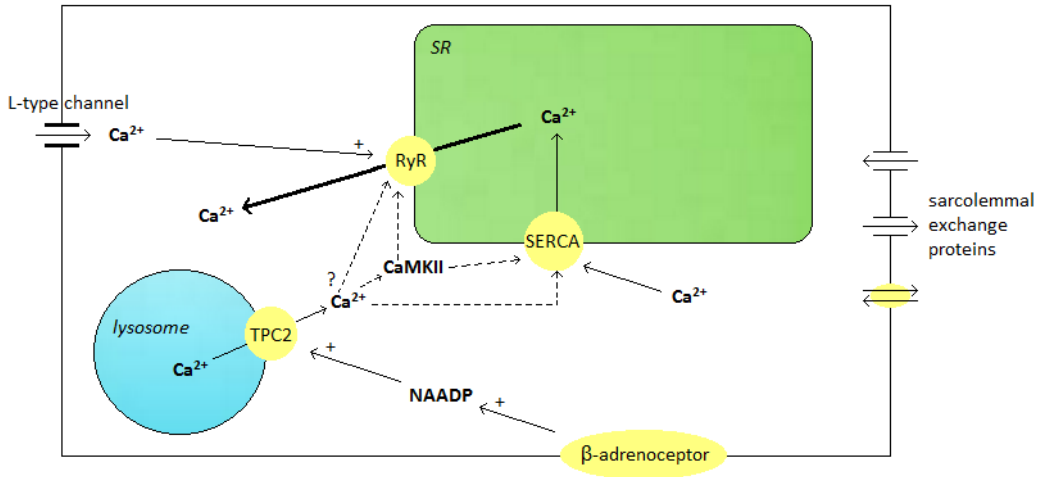 SR
L-type channel
Ca²⁺
Ca²⁺
+
RyR
Ca²⁺
sarcolemmal
exchange
proteins
SERCA
CaMKII
?
Ca²⁺
Ca²⁺
lysosome
TPC2
Ca²⁺
+
NAADP
+
β-adrenoceptor